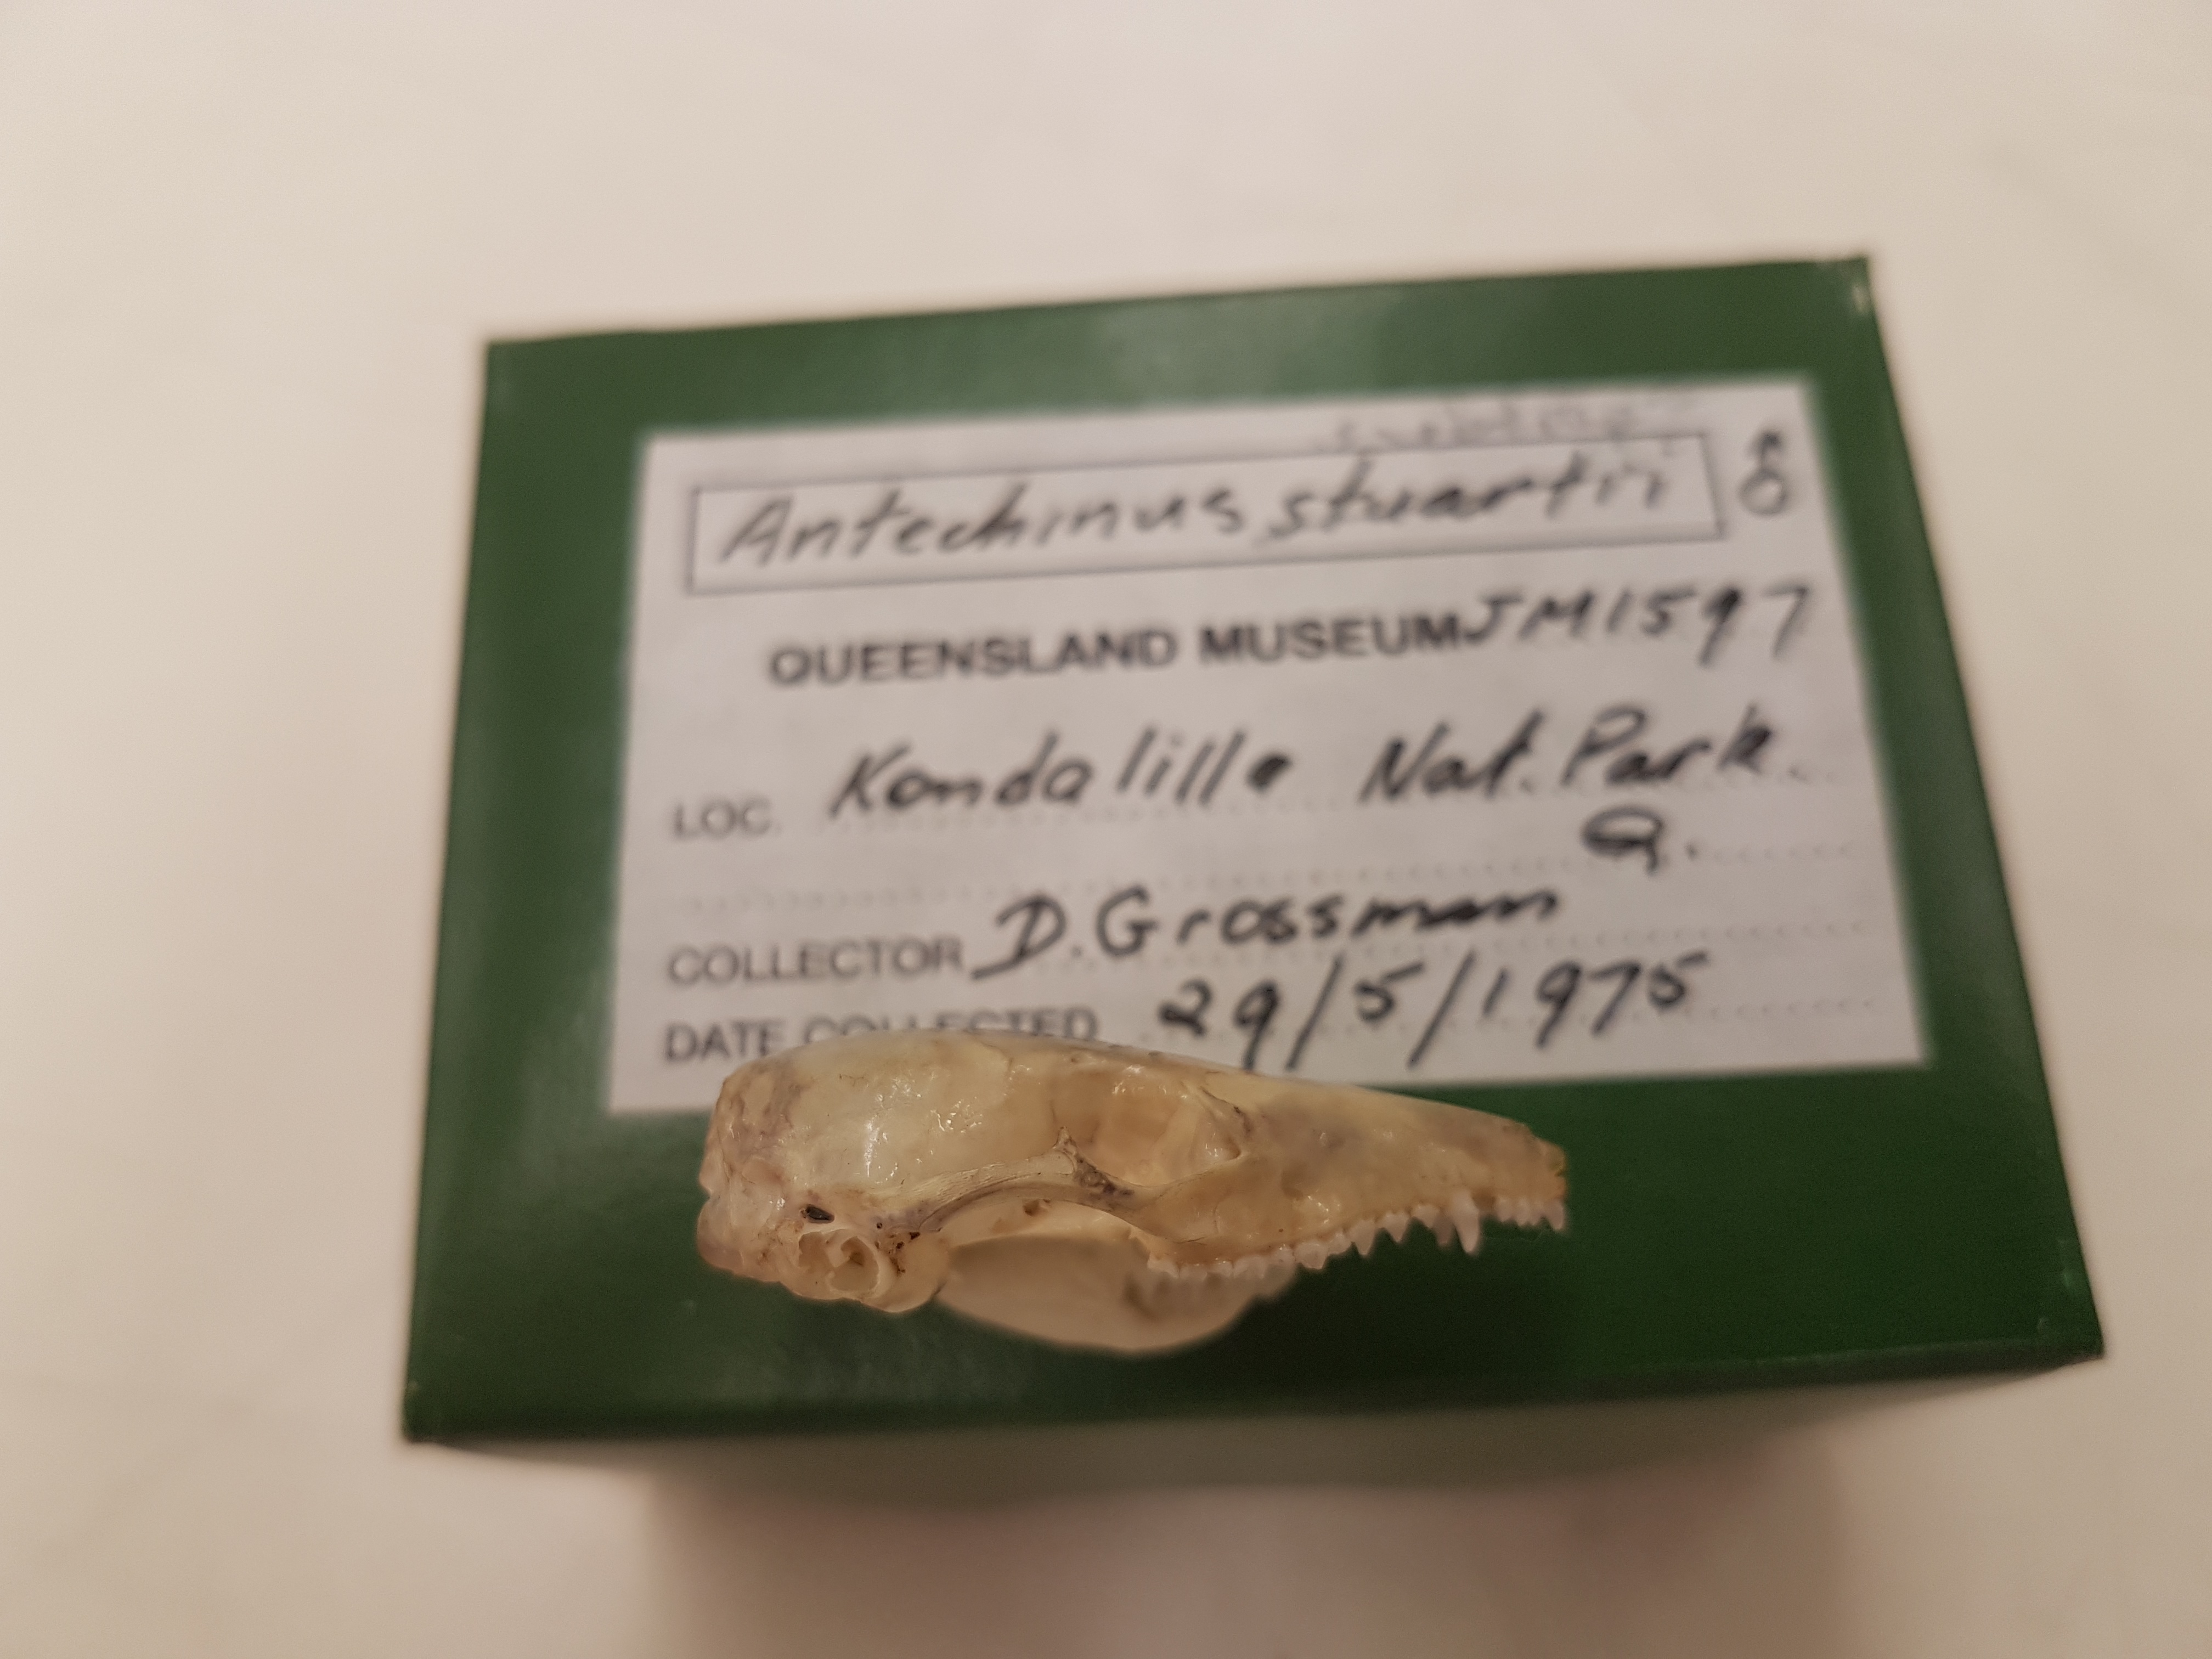 Antechinus stuartii ♂
QUEENSLAND MUSEUM JM1597
LOC. Kondalilla Nat. Park
Q.
COLLECTOR D. Grossman
DATE COLLECTED 29/5/1975